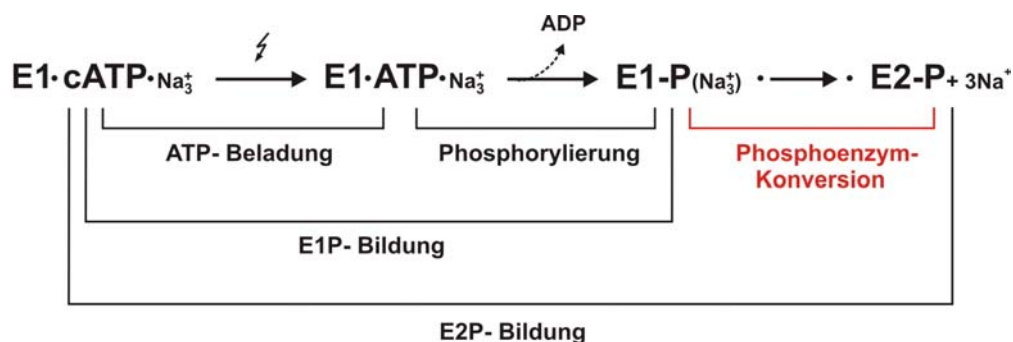 ADP
E1·cATP·Na₃⁺ E1·ATP·Na₃⁺ E1-P(Na₃⁺) · · E2-P + 3Na⁺
ATP- Beladung Phosphorylierung Phosphoenzym-
Konversion
E1P- Bildung
E2P- Bildung